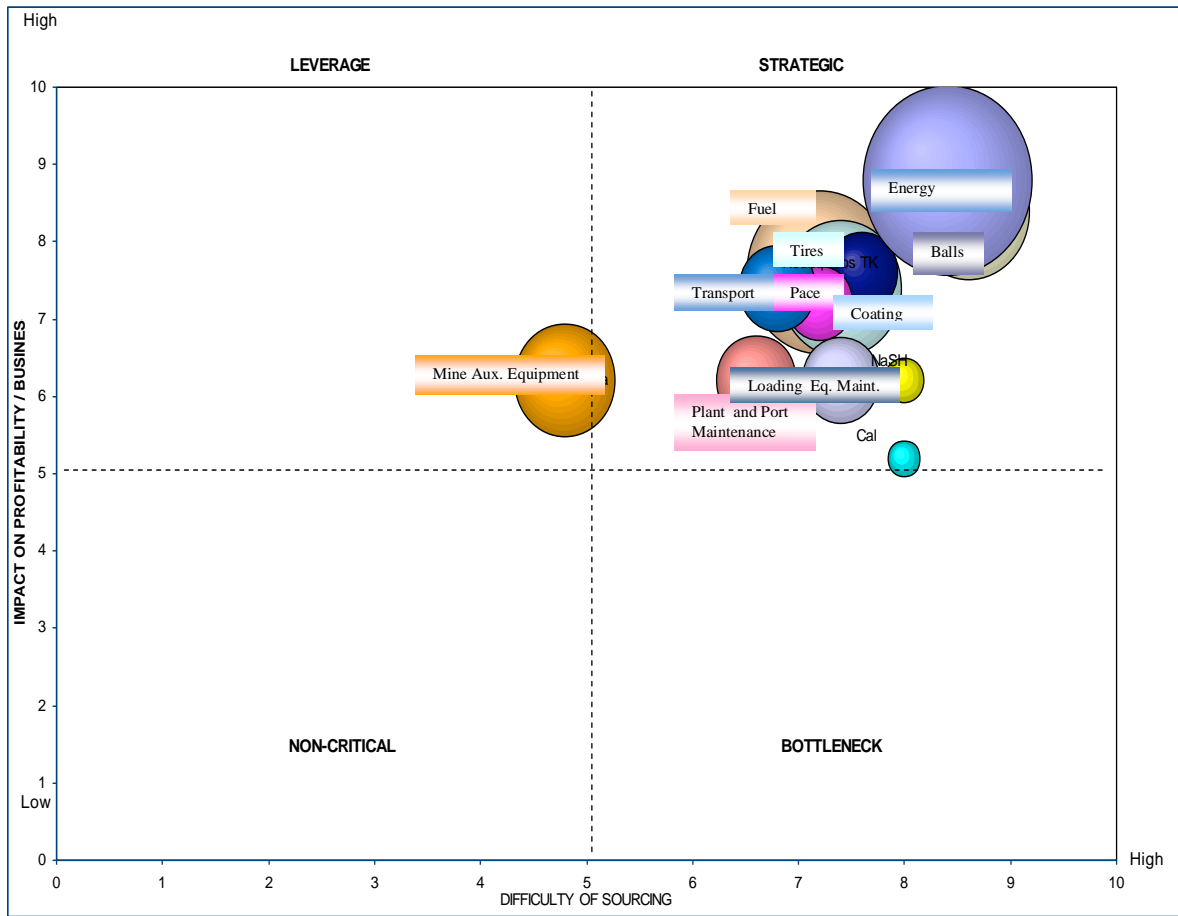 High
LEVERAGE
STRATEGIC
10
9
8
7
6
5
4
3
2
1
Low
0
IMPACT ON PROFITABILITY / BUSINES
Energy
Fuel
Balls
Tires
TK
Transport
Pace
Coating
NaSH
Mine Aux. Equipment
Loading Eq. Maint.
Plant and Port
Maintenance
Cal
NON-CRITICAL
BOTTLENECK
0
1
2
3
4
5
6
7
8
9
10
High
DIFFICULTY OF SOURCING